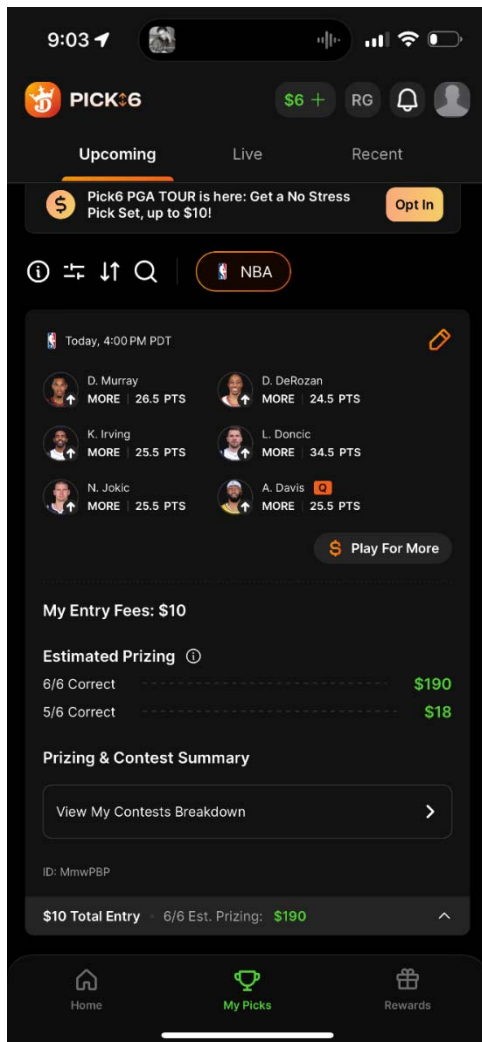 9:03
PICK6
$6 +
RG
Upcoming
Live
Recent
Pick6 PGA TOUR is here: Get a No Stress
Pick Set, up to $10!
Opt In
NBA
Today, 4:00 PM PDT
D. Murray
MORE | 26.5 PTS
D. DeRozan
MORE | 24.5 PTS
K. Irving
MORE | 25.5 PTS
L. Doncic
MORE | 34.5 PTS
N. Jokic
MORE | 25.5 PTS
A. Davis Q
MORE | 25.5 PTS
$ Play For More
My Entry Fees: $10
Estimated Prizing
6/6 Correct $190
5/6 Correct $18
Prizing & Contest Summary
View My Contests Breakdown
ID: MmwPBP
$10 Total Entry • 6/6 Est. Prizing: $190
Home
My Picks
Rewards